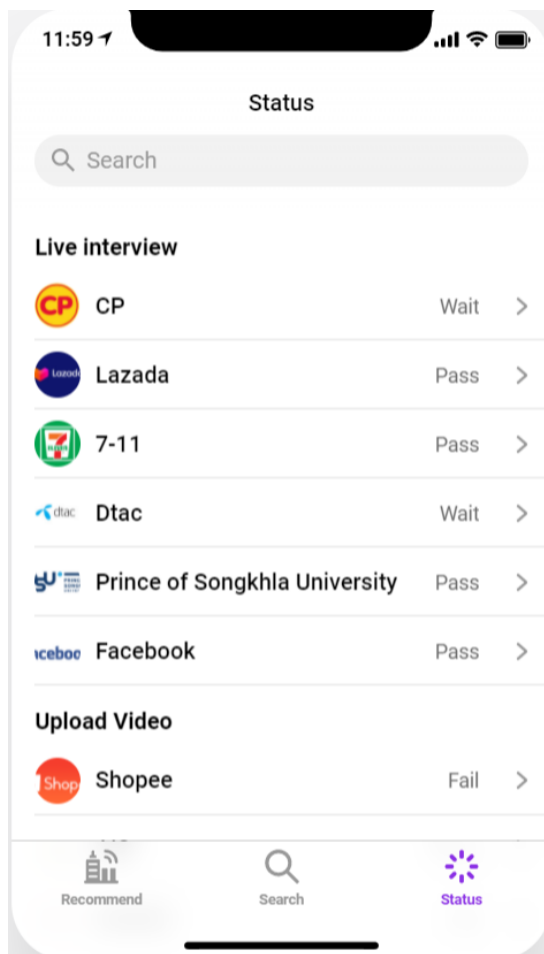 11:59
Status
Search
Live interview
CP CP Wait
Lazada Lazada Pass
7-11 Pass
dtac Dtac Wait
Prince of Songkhla University Pass
facebook Facebook Pass
Upload Video
Shop Shopee Fail
Recommend Search Status